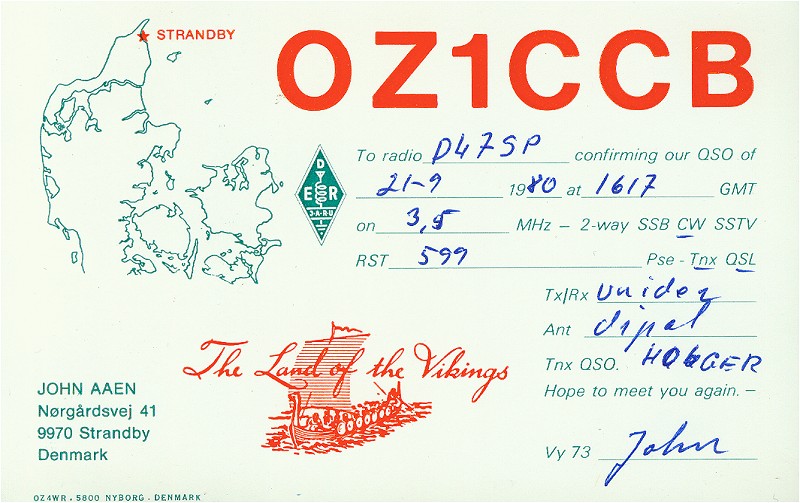 STRANDBY
OZ1CCB
To radio D47SP confirming our QSO of
21-9 1980 at 1617 GMT
on 3,5 MHz – 2-way SSB CW SSTV
RST 599 Pse - Tnx QSL
D
E R
Tx/Rx uniden
Ant dipol
Tnx QSO. HOLGER
Hope to meet you again. –
Vy 73 John
The Land of the Vikings
JOHN AAEN
Nørgårdsvej 41
9970 Strandby
Denmark
OZ4WR . 5800 NYBORG . DENMARK